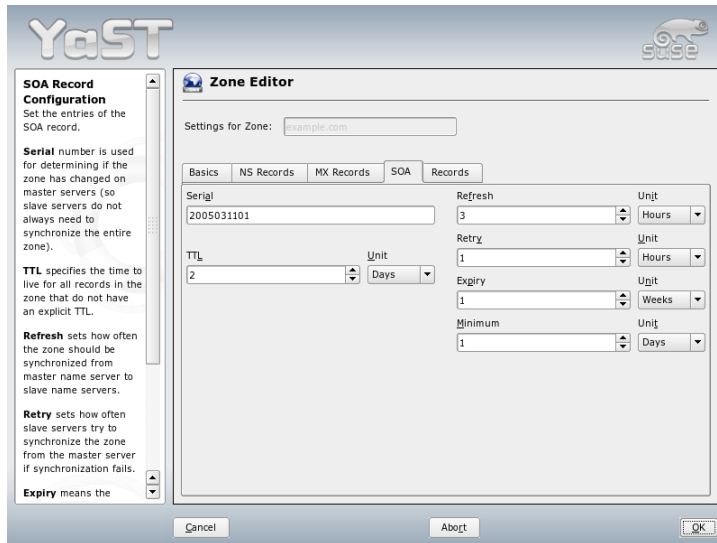 YaST
suse
SOA Record
Configuration
Set the entries of the
SOA record.
Serial number is used
for determining if the
zone has changed on
master servers (so
slave servers do not
always need to
synchronize the entire
zone).
TTL specifies the time to
live for all records in the
zone that do not have
an explicit TTL.
Refresh sets how often
the zone should be
synchronized from
master name server to
slave name servers.
Retry sets how often
slave servers try to
synchronize the zone
from the master server
if synchronization fails.
Expiry means the
Zone Editor
Settings for Zone: example.com
Basics NS Records MX Records SOA Records
Serial
2005031101
TTL Unit
2 Days
Refresh Unit
3 Hours
Retry Unit
1 Hours
Expiry Unit
1 Weeks
Minimum Unit
1 Days
Cancel Abort OK